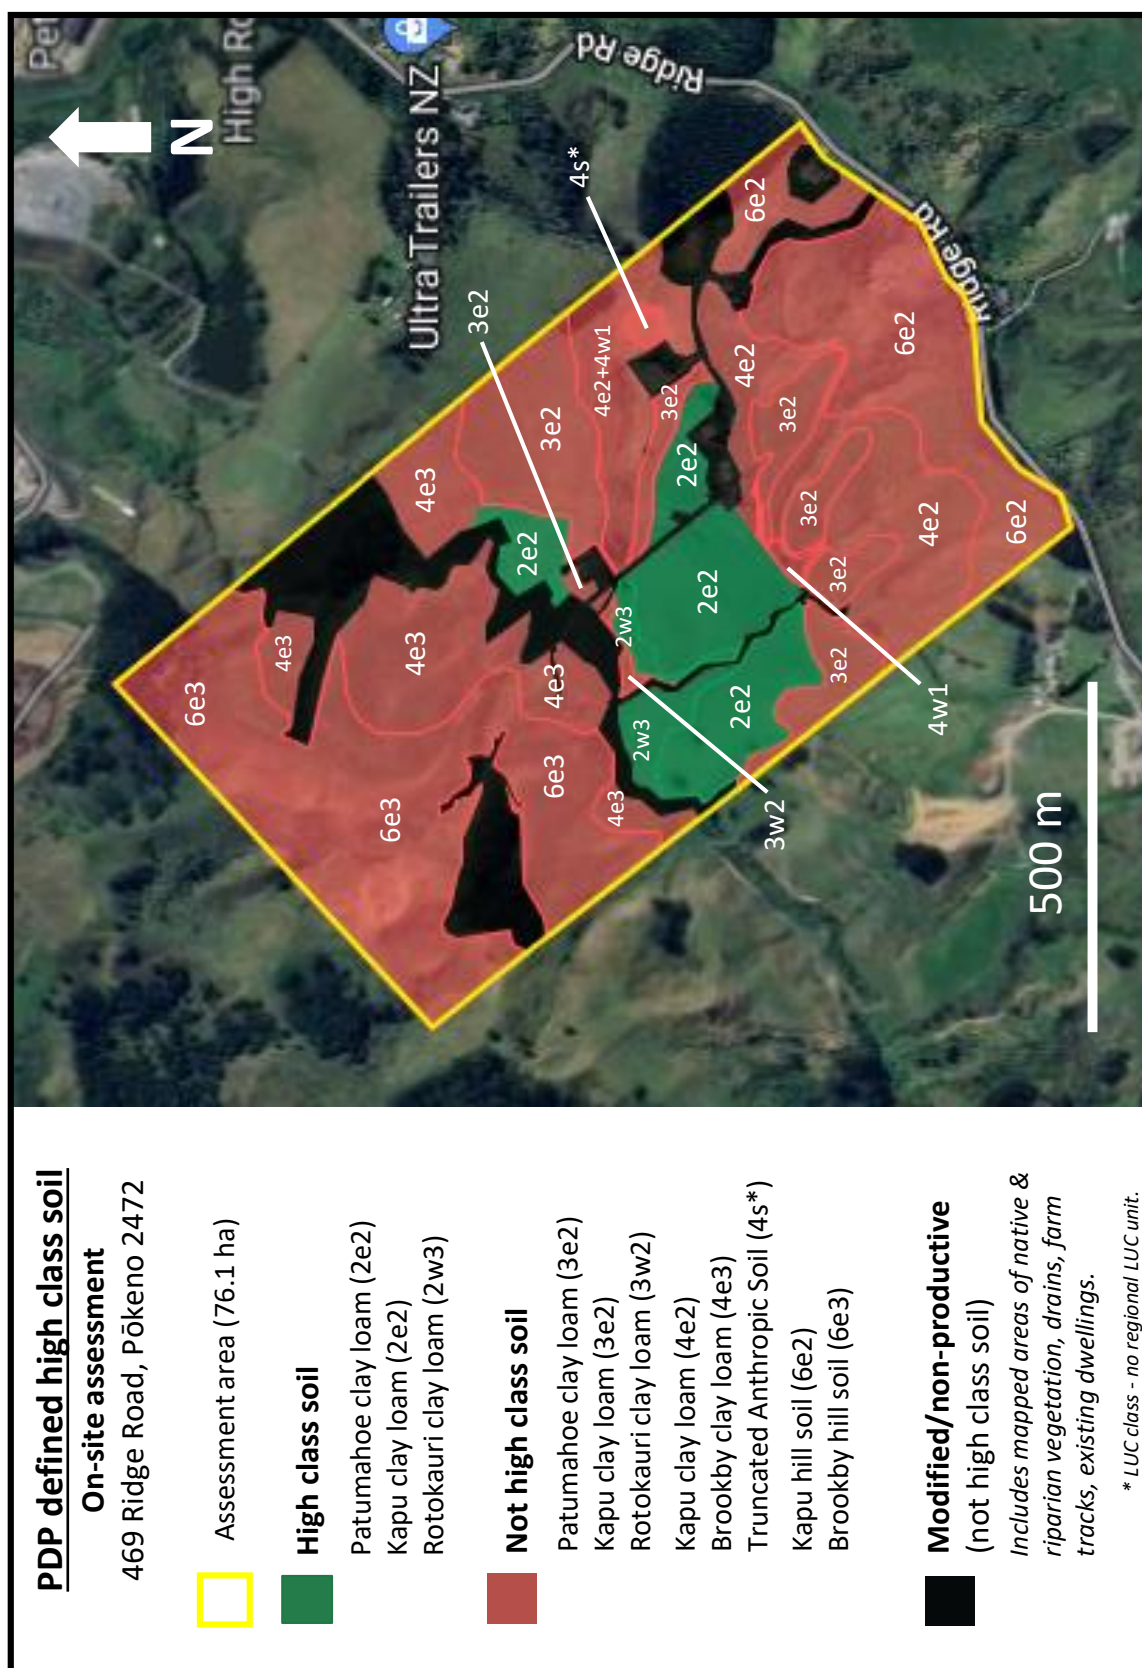 PDP defined high class soil
On-site assessment
469 Ridge Road, Pōkeno 2472
Assessment area (76.1 ha)
High class soil
Patumahoe clay loam (2e2)
Kapu clay loam (2e2)
Rotokauri clay loam (2w3)
Not high class soil
Patumahoe clay loam (3e2)
Kapu clay loam (3e2)
Rotokauri clay loam (3w2)
Kapu clay loam (4e2)
Brookby clay loam (4e3)
Truncated Anthropic Soil (4s*)
Kapu hill soil (6e2)
Brookby hill soil (6e3)
Modified/non-productive
(not high class soil)
Includes mapped areas of native &
riparian vegetation, drains, farm
tracks, existing dwellings.
* LUC class - no regional LUC unit.
N
High Rd
Ultra Trailers NZ
Ridge Rd
Ridge Rd
6e3
4e3
4e3
6e3
4e3
6e3
4e3
4e3
2e2
3e2
3e2
4e2+4w1
4s*
3e2
2e2
2w3
2e2
2w3
2e2
3w2
3e2
4w1
3e2
3e2
3e2
4e2
4e2
6e2
6e2
6e2
500 m